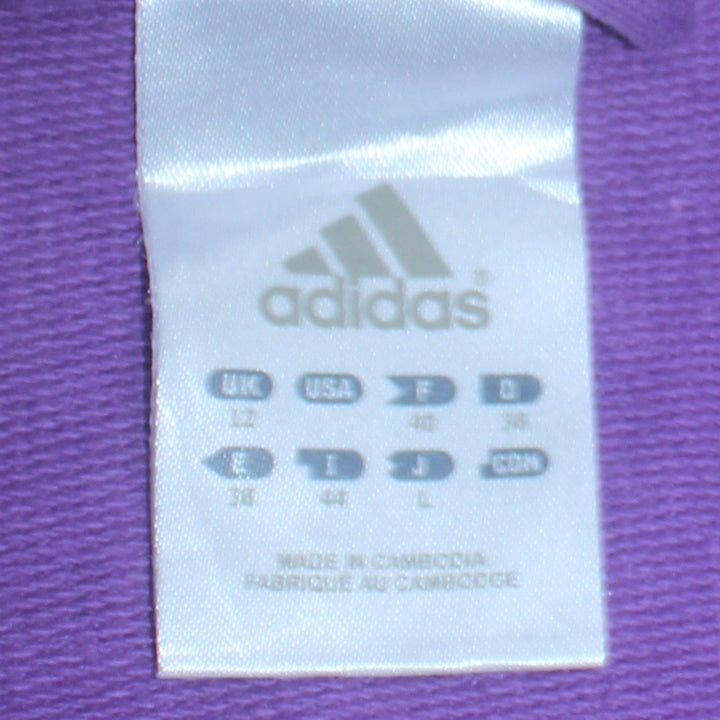 adidas®
UK USA F D
12 40 38
E I J CDN
38 44 L
MADE IN CAMBODIA
FABRIQUE AU CAMBODGE